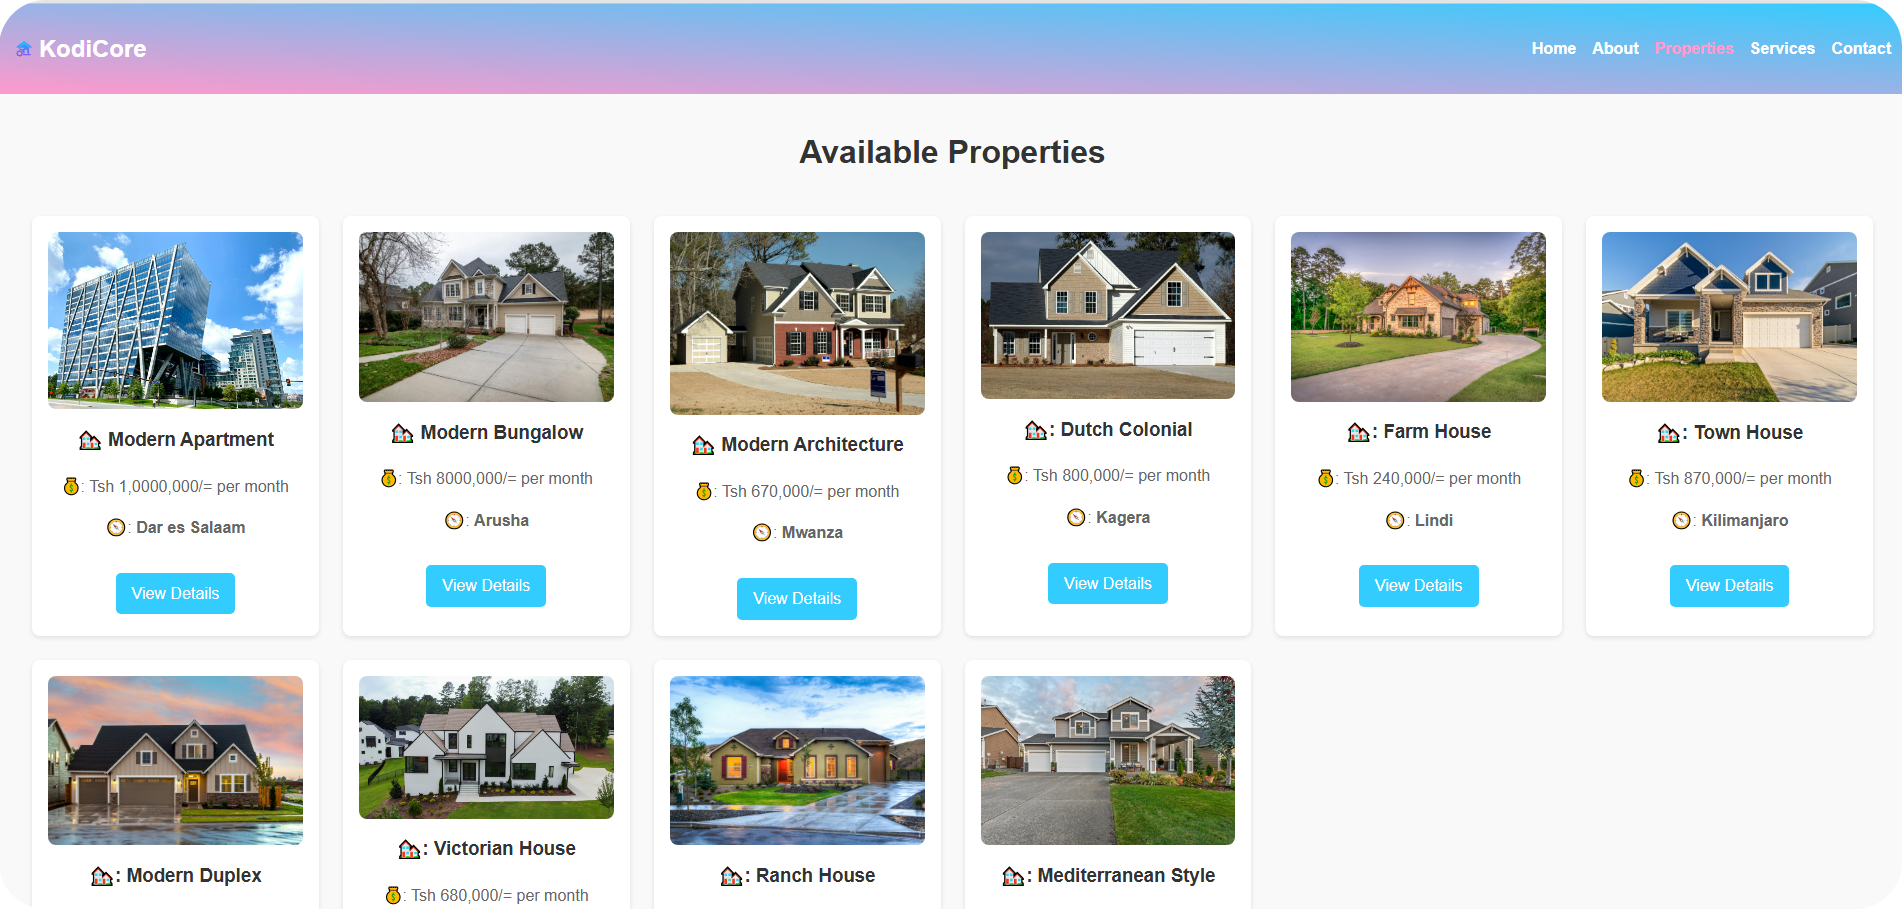 KodiCore
Home About Properties Services Contact
Available Properties
Modern Apartment
: Tsh 1,0000,000/= per month
: Dar es Salaam
View Details
Modern Bungalow
: Tsh 8000,000/= per month
: Arusha
View Details
Modern Architecture
: Tsh 670,000/= per month
: Mwanza
View Details
: Dutch Colonial
: Tsh 800,000/= per month
: Kagera
View Details
: Farm House
: Tsh 240,000/= per month
: Lindi
View Details
: Town House
: Tsh 870,000/= per month
: Kilimanjaro
View Details
: Modern Duplex
: Victorian House
: Tsh 680,000/= per month
: Ranch House
: Mediterranean Style